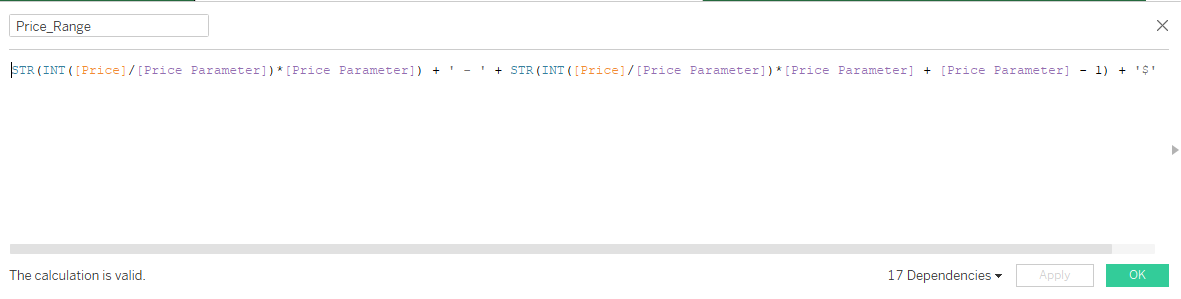 Price_Range
STR(INT([Price]/[Price Parameter])*[Price Parameter]) + ' - ' + STR(INT([Price]/[Price Parameter])*[Price Parameter] + [Price Parameter] - 1) + '$'
The calculation is valid.
17 Dependencies
Apply
OK